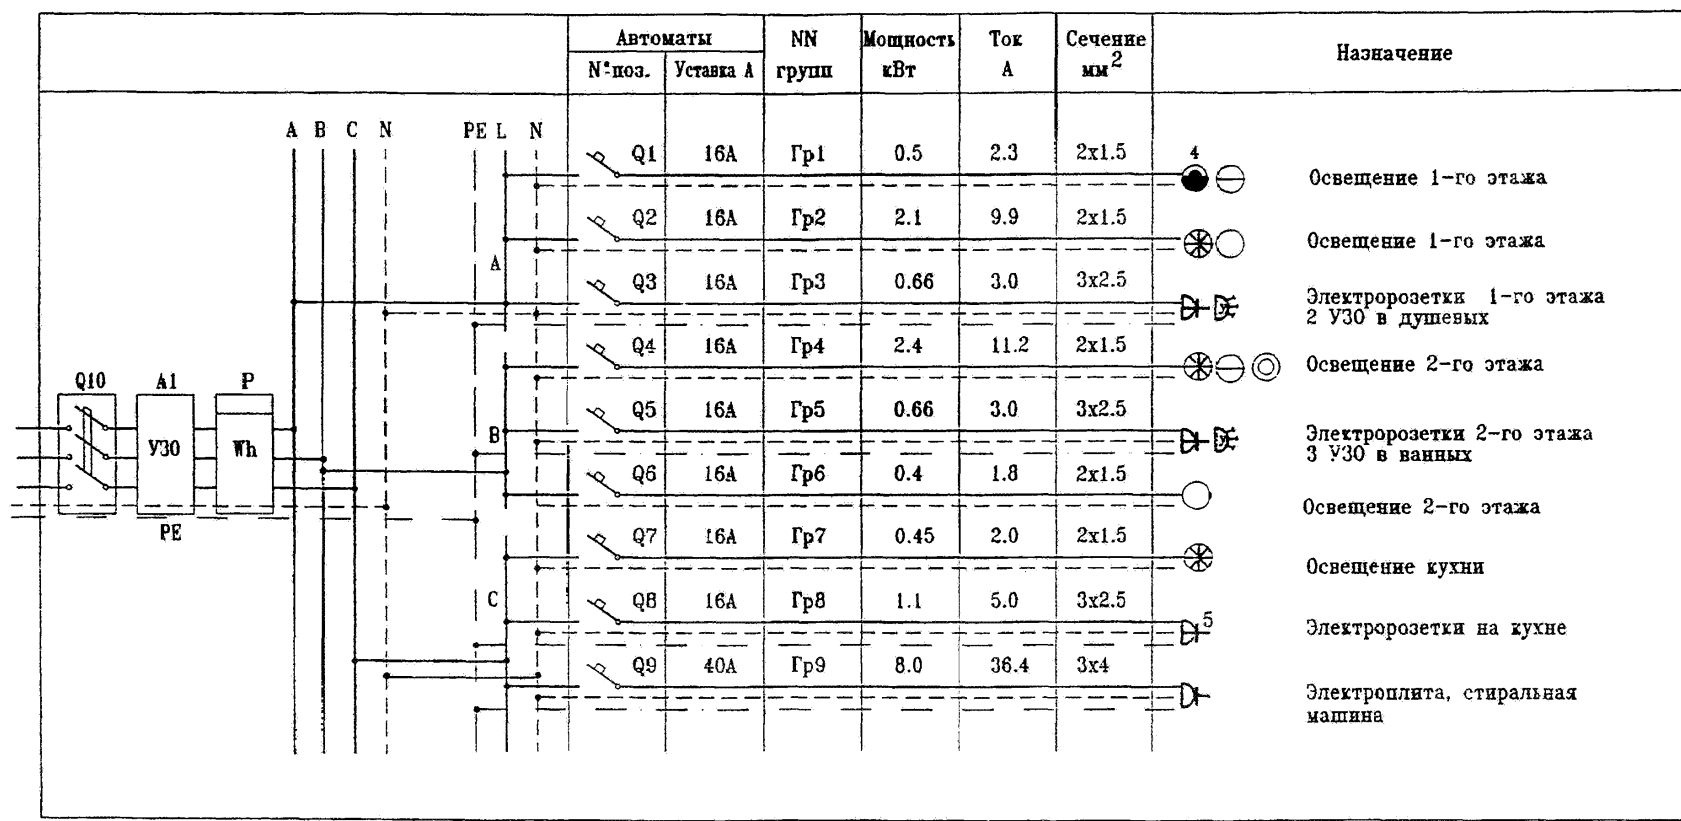 Автоматы NN Мощность Ток Сечение Назначение
N°поз. Уставка А групп кВт А мм2
A B C N PE L N
Q1 16А Гр1 0.5 2.3 2x1.5 4
Освещение 1-го этажа
Q2 16А Гр2 2.1 9.9 2x1.5
Освещение 1-го этажа
A
Q3 16А Гр3 0.66 3.0 3x2.5
Электророзетки 1-го этажа
2 УЗО в душевых
Q4 16А Гр4 2.4 11.2 2x1.5
Освещение 2-го этажа
Q10 A1 P
Q5 16А Гр5 0.66 3.0 3x2.5
B
Электророзетки 2-го этажа
3 УЗО в ванных
УЗО Wh
Q6 16А Гр6 0.4 1.8 2x1.5
Освещение 2-го этажа
PE
Q7 16А Гр7 0.45 2.0 2x1.5
Освещение кухни
C
Q8 16А Гр8 1.1 5.0 3x2.5 5
Электророзетки на кухне
Q9 40А Гр9 8.0 36.4 3x4
Электроплита, стиральная
машина